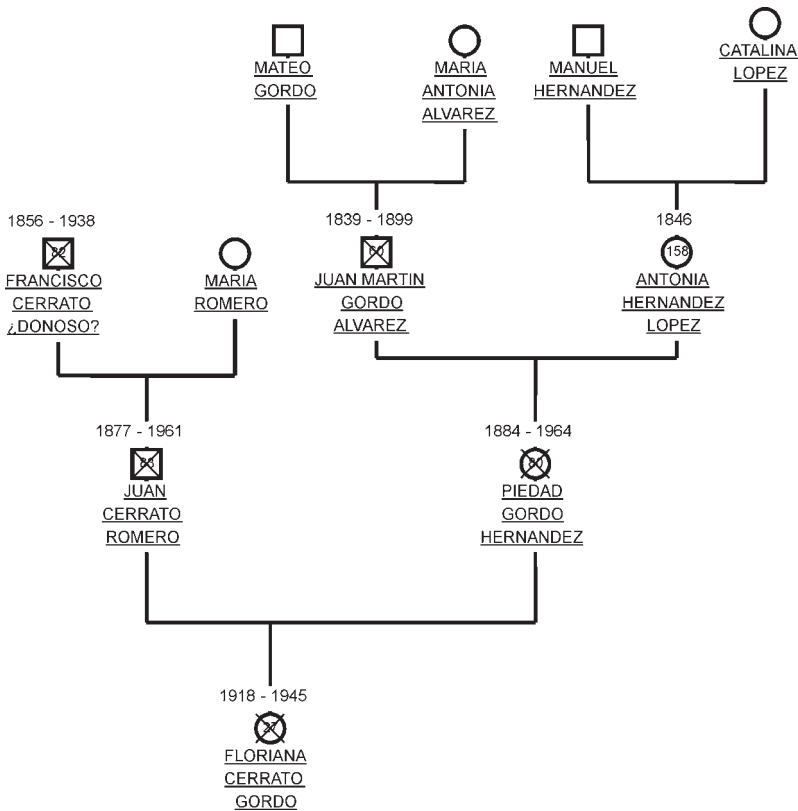 MATEO
GORDO
MARIA
ANTONIA
ALVAREZ
MANUEL
HERNANDEZ
CATALINA
LOPEZ
1856 - 1938
82
FRANCISCO
CERRATO
¿DONOSO?
MARIA
ROMERO
1839 - 1899
60
JUAN MARTIN
GORDO
ALVAREZ
1846
158
ANTONIA
HERNANDEZ
LOPEZ
1877 - 1961
JUAN
CERRATO
ROMERO
1884 - 1964
80
PIEDAD
GORDO
HERNANDEZ
1918 - 1945
27
FLORIANA
CERRATO
GORDO